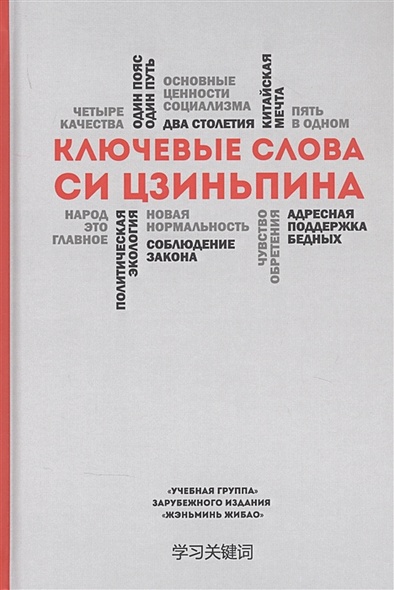 ЧЕТЫРЕ
КАЧЕСТВА
ОДИН ПОЯС
ОДИН ПУТЬ
ОСНОВНЫЕ
ЦЕННОСТИ
СОЦИАЛИЗМА
ДВА СТОЛЕТИЯ
КИТАЙСКАЯ
МЕЧТА
ПЯТЬ
В ОДНОМ
КЛЮЧЕВЫЕ СЛОВА
СИ ЦЗИНЬПИНА
НАРОД
ЭТО
ГЛАВНОЕ
ПОЛИТИЧЕСКАЯ
ЭКОЛОГИЯ
НОВАЯ
НОРМАЛЬНОСТЬ
СОБЛЮДЕНИЕ
ЗАКОНА
ЧУВСТВО
ОБРЕТЕНИЯ
АДРЕСНАЯ
ПОДДЕРЖКА
БЕДНЫХ
«УЧЕБНАЯ ГРУППА»
ЗАРУБЕЖНОГО ИЗДАНИЯ
«ЖЭНЬМИНЬ ЖИБАО»
学习关键词